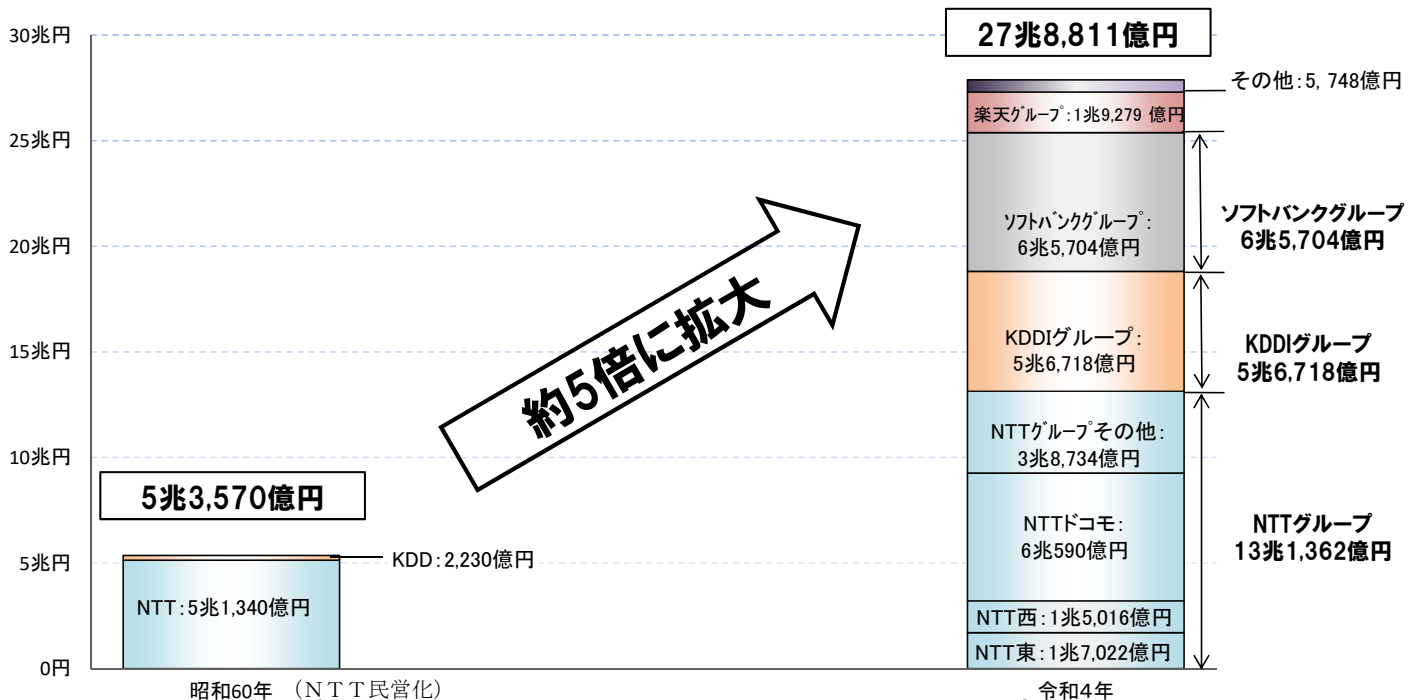 30兆円
25兆円
20兆円
15兆円
10兆円
5兆円
0円
5兆3,570億円
KDD:2,230億円
NTT:5兆1,340億円
昭和60年 (NTT民営化)
約5倍に拡大
27兆8,811億円
その他:5, 748億円
楽天グループ:1兆9,279 億円
ソフトバンクグループ:
6兆5,704億円
KDDIグループ:
5兆6,718億円
NTTグループその他:
3兆8,734億円
NTTドコモ:
6兆590億円
NTT西:1兆5,016億円
NTT東:1兆7,022億円
令和4年
ソフトバンクグループ
6兆5,704億円
KDDIグループ
5兆6,718億円
NTTグループ
13兆1,362億円